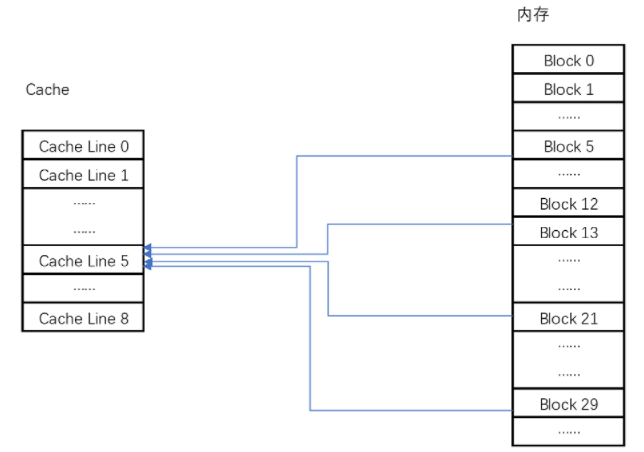 内存
Block 0
Block 1
……
Block 5
……
Block 12
Block 13
……
……
Block 21
……
……
Block 29
……
Cache
Cache Line 0
Cache Line 1
……
……
Cache Line 5
……
Cache Line 8